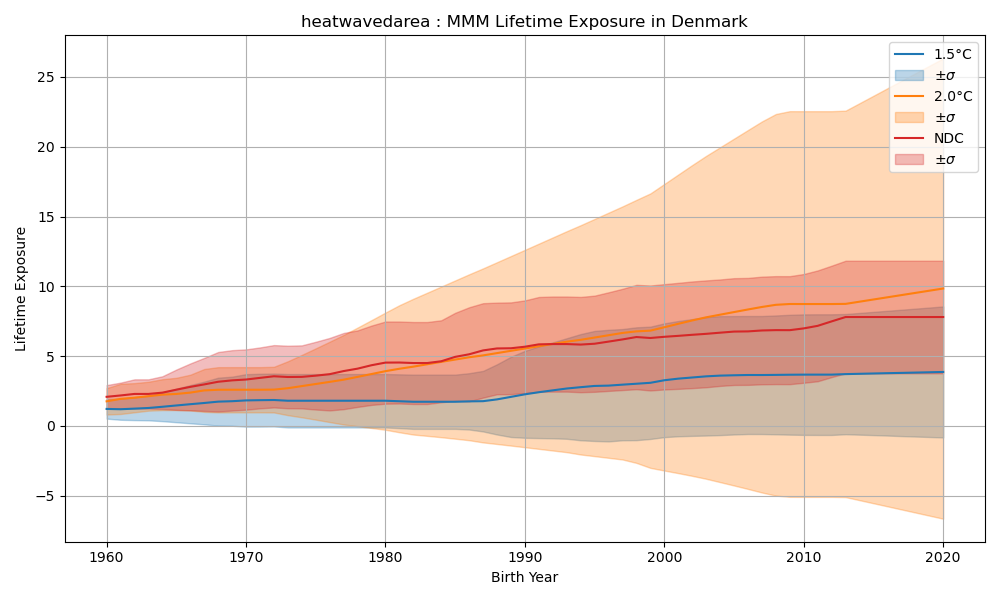 heatwavedarea : MMM Lifetime Exposure in Denmark
1.5°C
±σ
2.0°C
±σ
NDC
±σ
25
20
15
10
5
0
−5
Lifetime Exposure
1960 1970 1980 1990 2000 2010 2020
Birth Year